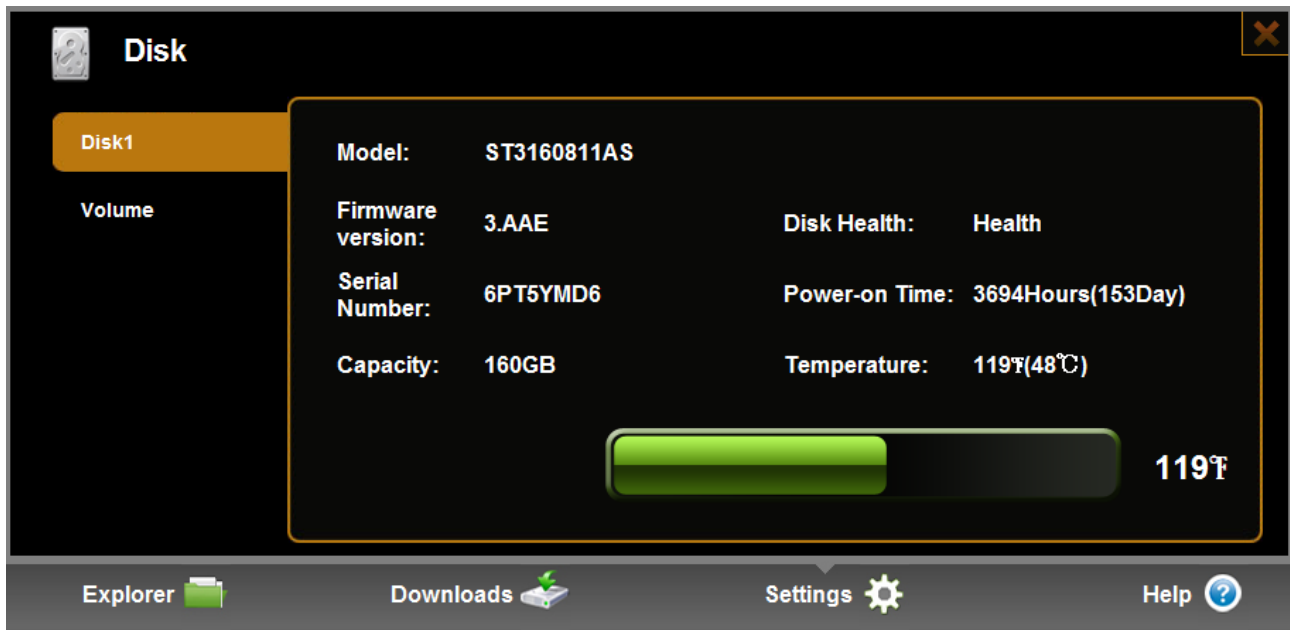 Disk
Disk1
Volume
Model: ST3160811AS
Firmware version: 3.AAE Disk Health: Health
Serial Number: 6PT5YMD6 Power-on Time: 3694Hours(153Day)
Capacity: 160GB Temperature: 119℉(48℃)
119℉
Explorer Downloads Settings Help